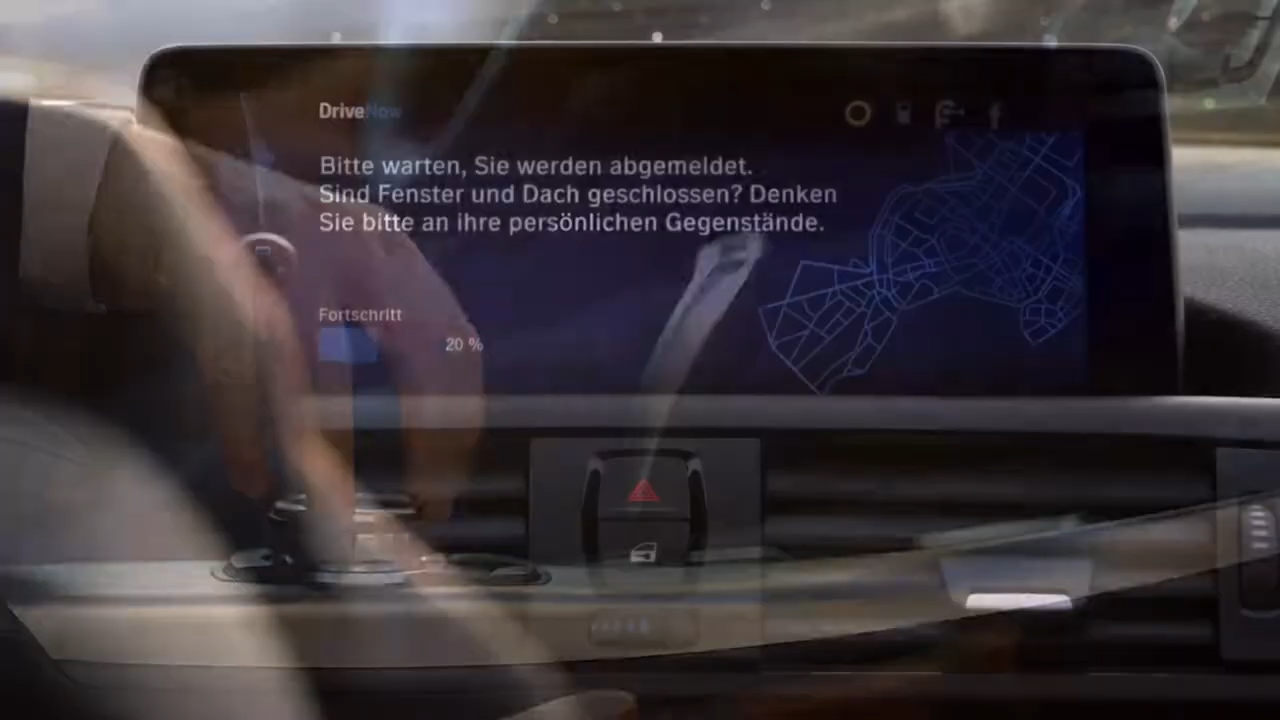 DriveNow
Bitte warten, Sie werden abgemeldet.
Sind Fenster und Dach geschlossen? Denken
Sie bitte an ihre persönlichen Gegenstände.
Fortschritt
20 %